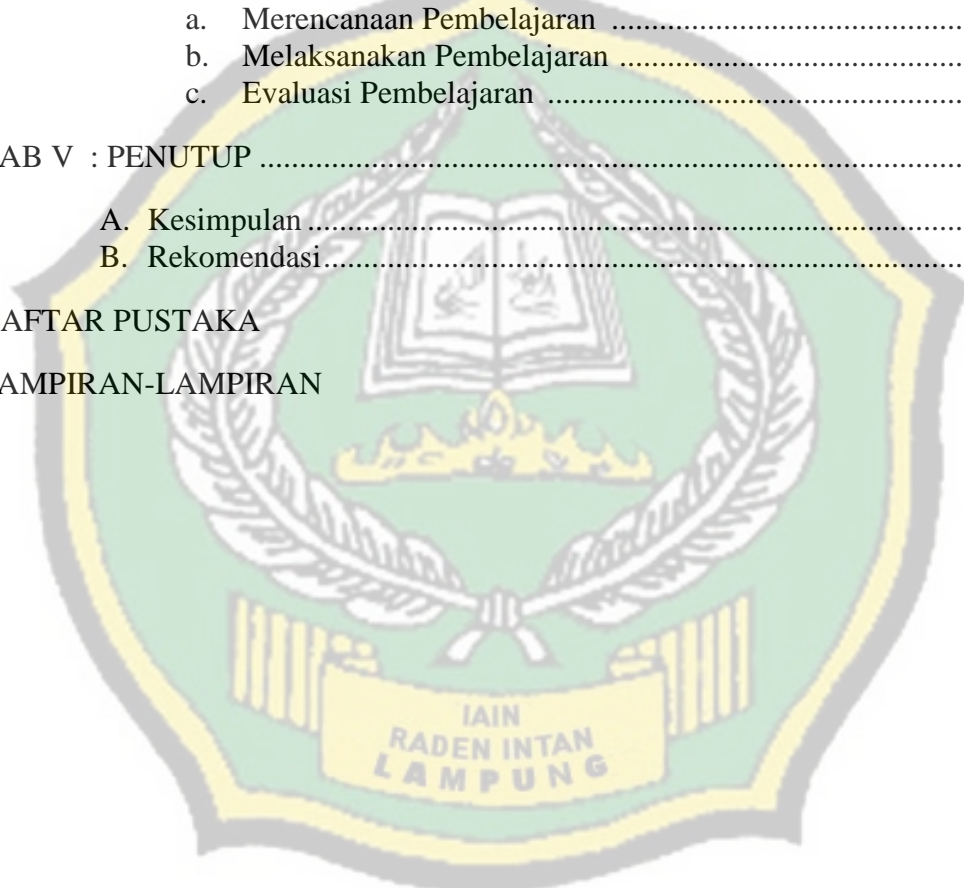 a. Merencanaan Pembelajaran ..........................................
b. Melaksanakan Pembelajaran ..........................................
c. Evaluasi Pembelajaran ....................................................
AB V : PENUTUP ........................................................................................
A. Kesimpulan ..................................................................................
B. Rekomendasi................................................................................
AFTAR PUSTAKA
AMPIRAN-LAMPIRAN
IAIN
RADEN INTAN
LAMPUNG